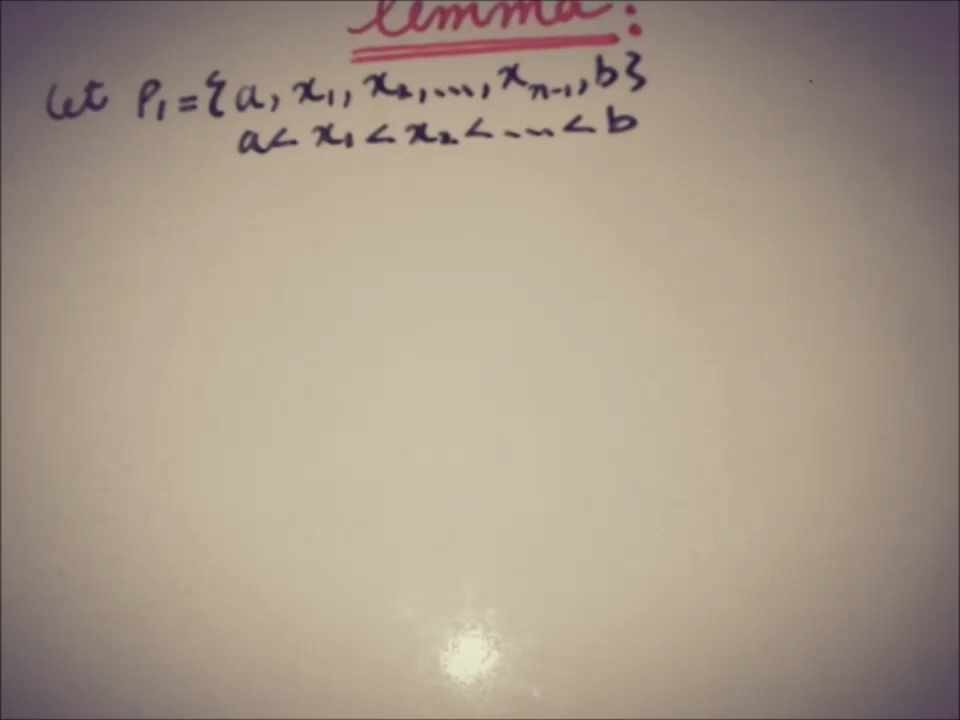 lemma:
Let P₁ = {a, x₁, x₂, ..., xₙ₋₁, b}
a < x₁ < x₂ < ... < b